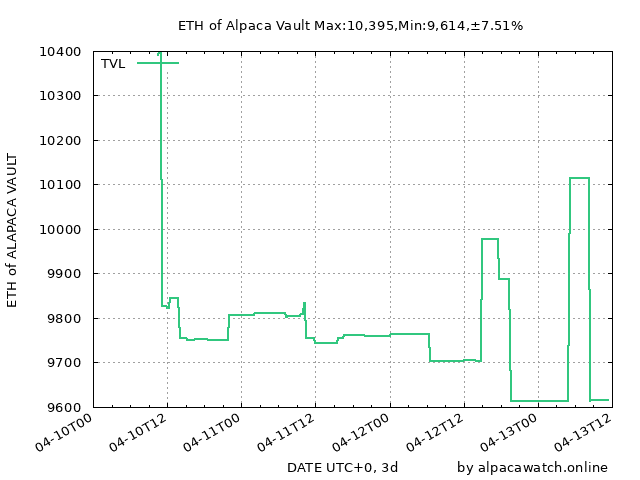 ETH of Alpaca Vault Max:10,395,Min:9,614,±7.51%
TVL
10400
10300
10200
10100
10000
9900
9800
9700
9600
ETH of ALAPACA VAULT
04-10T00
04-10T12
04-11T00
04-11T12
04-12T00
04-12T12
04-13T00
04-13T12
DATE UTC+0, 3d
by alpacawatch.online